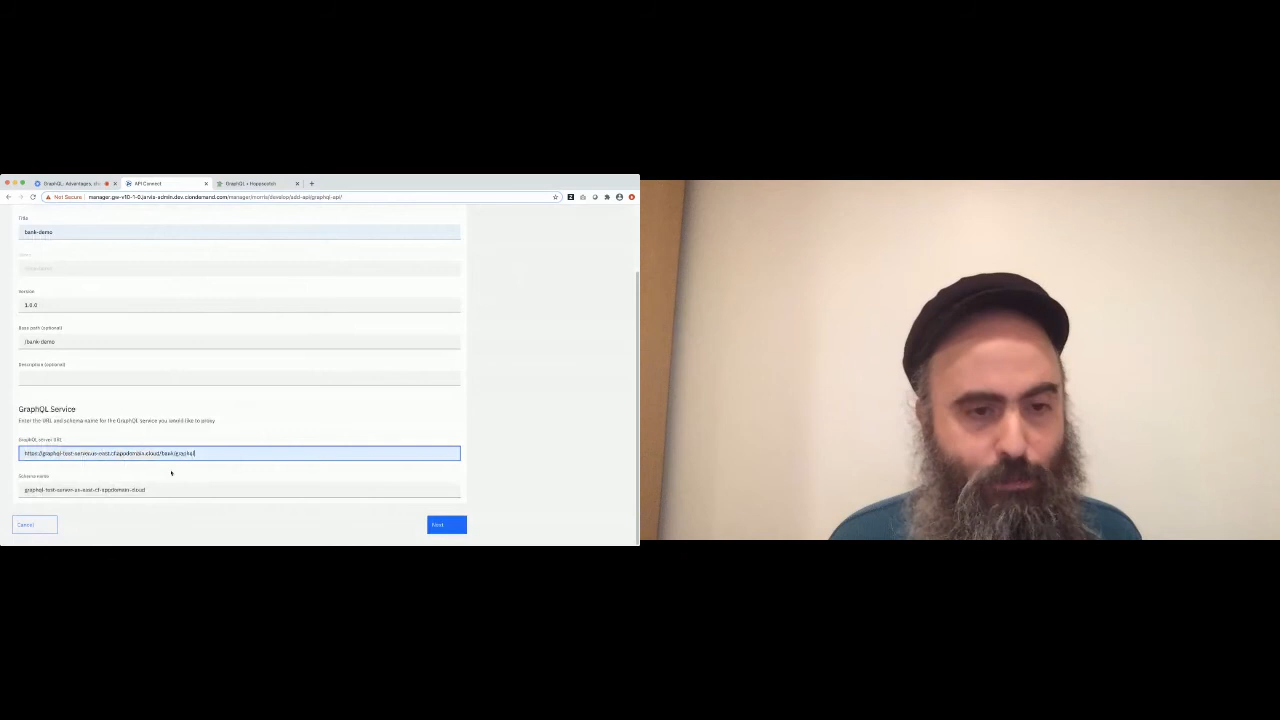 GraphQL: Advantages, cha
API Connect
GraphQL • Hoppscotch
Not Secure
manager.gw-v10-1-0.jarvis-admin.dev.ciondemand.com/manager/morris/develop/add-api/graphql-api/
Title
bank-demo
Version
1.0.0
Base path (optional)
/bank-demo
Description (optional)
GraphQL Service
Enter the URL and schema name for the GraphQL service you would like to proxy
GraphQL server URL
https://graphql-test-server.us-east.cf.appdomain.cloud/bank/graphql
Schema name
graphql-test-server-us-east-cf-appdomain-cloud
Cancel
Next